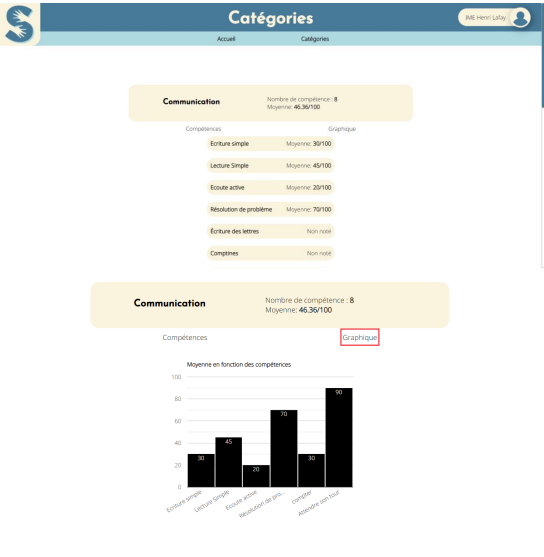 Catégories
IME Henri Lafay
Accueil Catégories
Communication
Nombre de compétence : 8
Moyenne: 46.36/100
Compétences Graphique
Ecriture simple Moyenne: 30/100
Lecture Simple Moyenne: 45/100
Ecoute active Moyenne: 20/100
Résolution de problème Moyenne: 70/100
Écriture des lettres Non noté
Comptines Non noté
Communication
Nombre de compétence : 8
Moyenne: 46.36/100
Compétences Graphique
Moyenne en fonction des compétences
100
80
60
40
20
0
30
45
20
70
30
90
Ecriture simple
Lecture Simple
Ecoute active
Résolution de pro...
compter
Attendre son tour